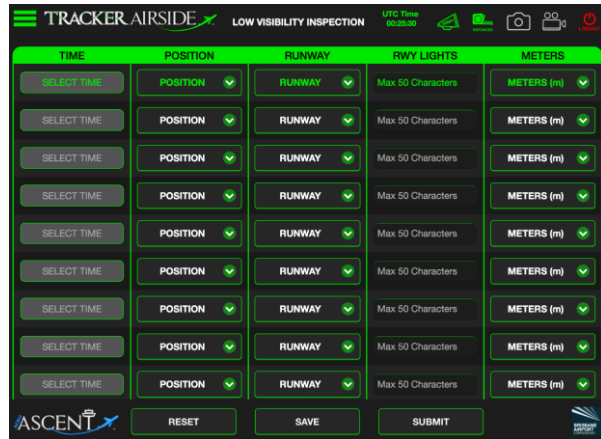 TRACKER AIRSIDE LOW VISIBILITY INSPECTION UTC Time
00:25:30
LOGOUT
TIME POSITION RUNWAY RWY LIGHTS METERS
SELECT TIME POSITION RUNWAY Max 50 Characters METERS (m)
SELECT TIME POSITION RUNWAY Max 50 Characters METERS (m)
SELECT TIME POSITION RUNWAY Max 50 Characters METERS (m)
SELECT TIME POSITION RUNWAY Max 50 Characters METERS (m)
SELECT TIME POSITION RUNWAY Max 50 Characters METERS (m)
SELECT TIME POSITION RUNWAY Max 50 Characters METERS (m)
SELECT TIME POSITION RUNWAY Max 50 Characters METERS (m)
SELECT TIME POSITION RUNWAY Max 50 Characters METERS (m)
SELECT TIME POSITION RUNWAY Max 50 Characters METERS (m)
ASCENT RESET SAVE SUBMIT BRISBANE
AIRPORT